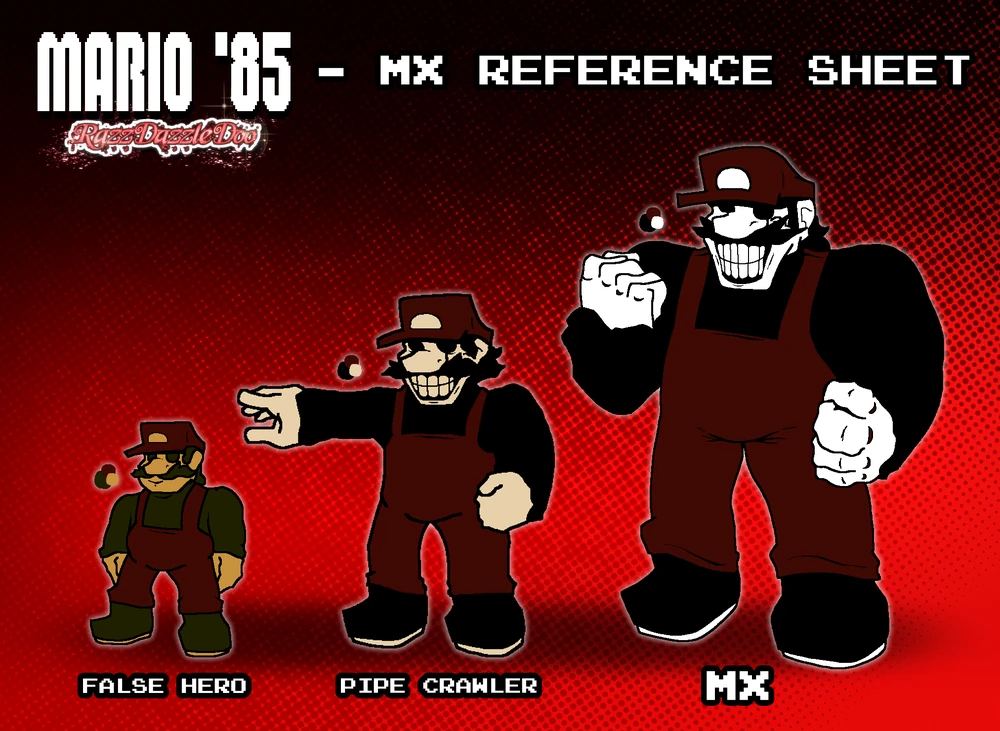 MARIO '85 - MX REFERENCE SHEET
RazzDazzleDoo
FALSE HERO
PIPE CRAWLER
MX